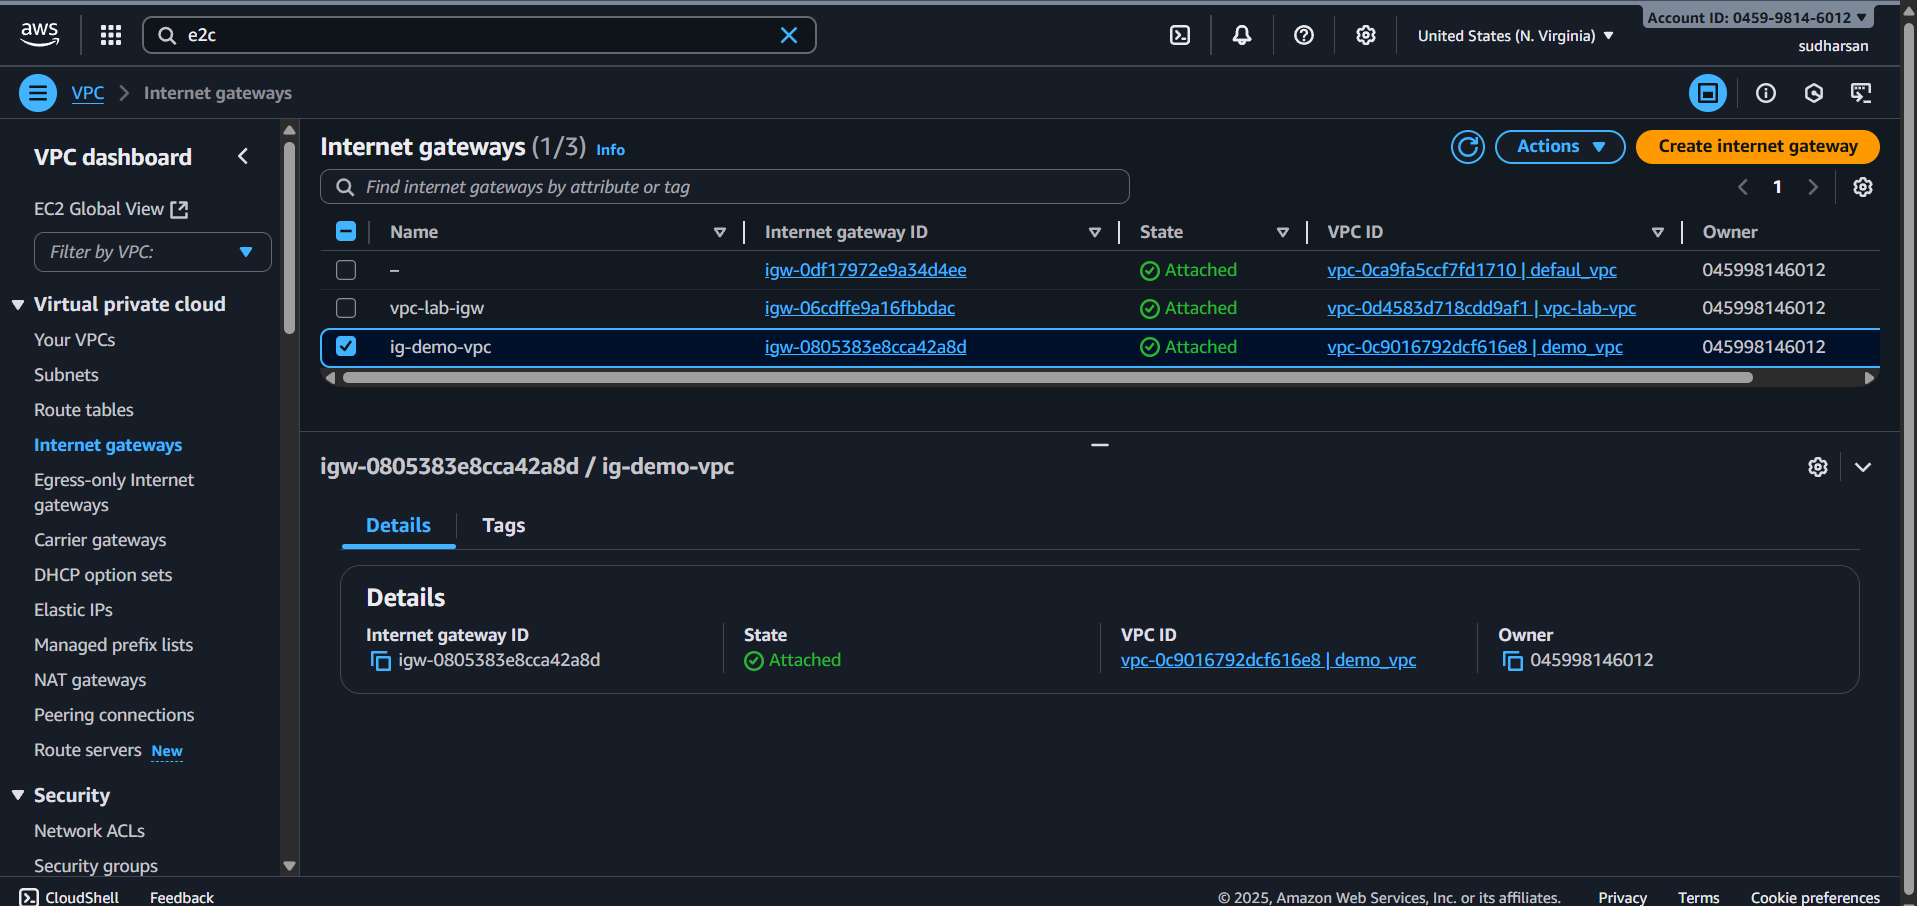 aws
e2c
United States (N. Virginia)
Account ID: 0459-9814-6012
sudharsan
VPC
Internet gateways
VPC dashboard
EC2 Global View
Filter by VPC:
Virtual private cloud
Your VPCs
Subnets
Route tables
Internet gateways
Egress-only Internet
gateways
Carrier gateways
DHCP option sets
Elastic IPs
Managed prefix lists
NAT gateways
Peering connections
Route servers New
Security
Network ACLs
Security groups
Internet gateways (1/3) Info
Actions
Create internet gateway
Find internet gateways by attribute or tag
1
Name Internet gateway ID State VPC ID Owner
– igw-0df17972e9a34d4ee Attached vpc-0ca9fa5ccf7fd1710 | defaul_vpc 045998146012
vpc-lab-igw igw-06cdffe9a16fbbdac Attached vpc-0d4583d718cdd9af1 | vpc-lab-vpc 045998146012
ig-demo-vpc igw-0805383e8cca42a8d Attached vpc-0c9016792dcf616e8 | demo_vpc 045998146012
igw-0805383e8cca42a8d / ig-demo-vpc
Details Tags
Details
Internet gateway ID State VPC ID Owner
igw-0805383e8cca42a8d Attached vpc-0c9016792dcf616e8 | demo_vpc 045998146012
CloudShell Feedback © 2025, Amazon Web Services, Inc. or its affiliates. Privacy Terms Cookie preferences